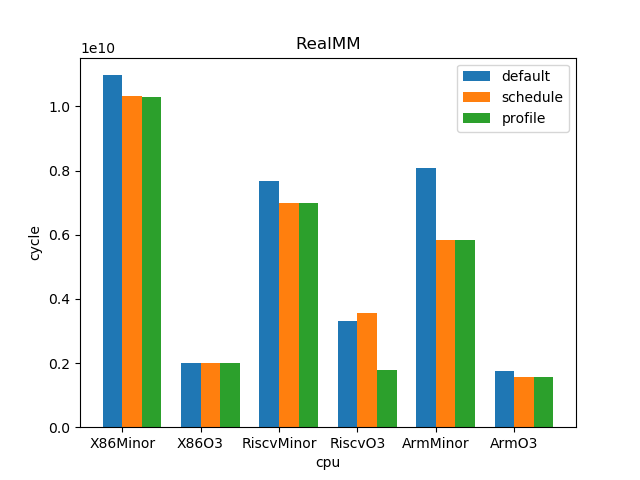 RealMM
1e10
default
schedule
profile
1.0
0.8
0.6
0.4
0.2
0.0
cycle
X86Minor X86O3 RiscvMinor RiscvO3 ArmMinor ArmO3
cpu